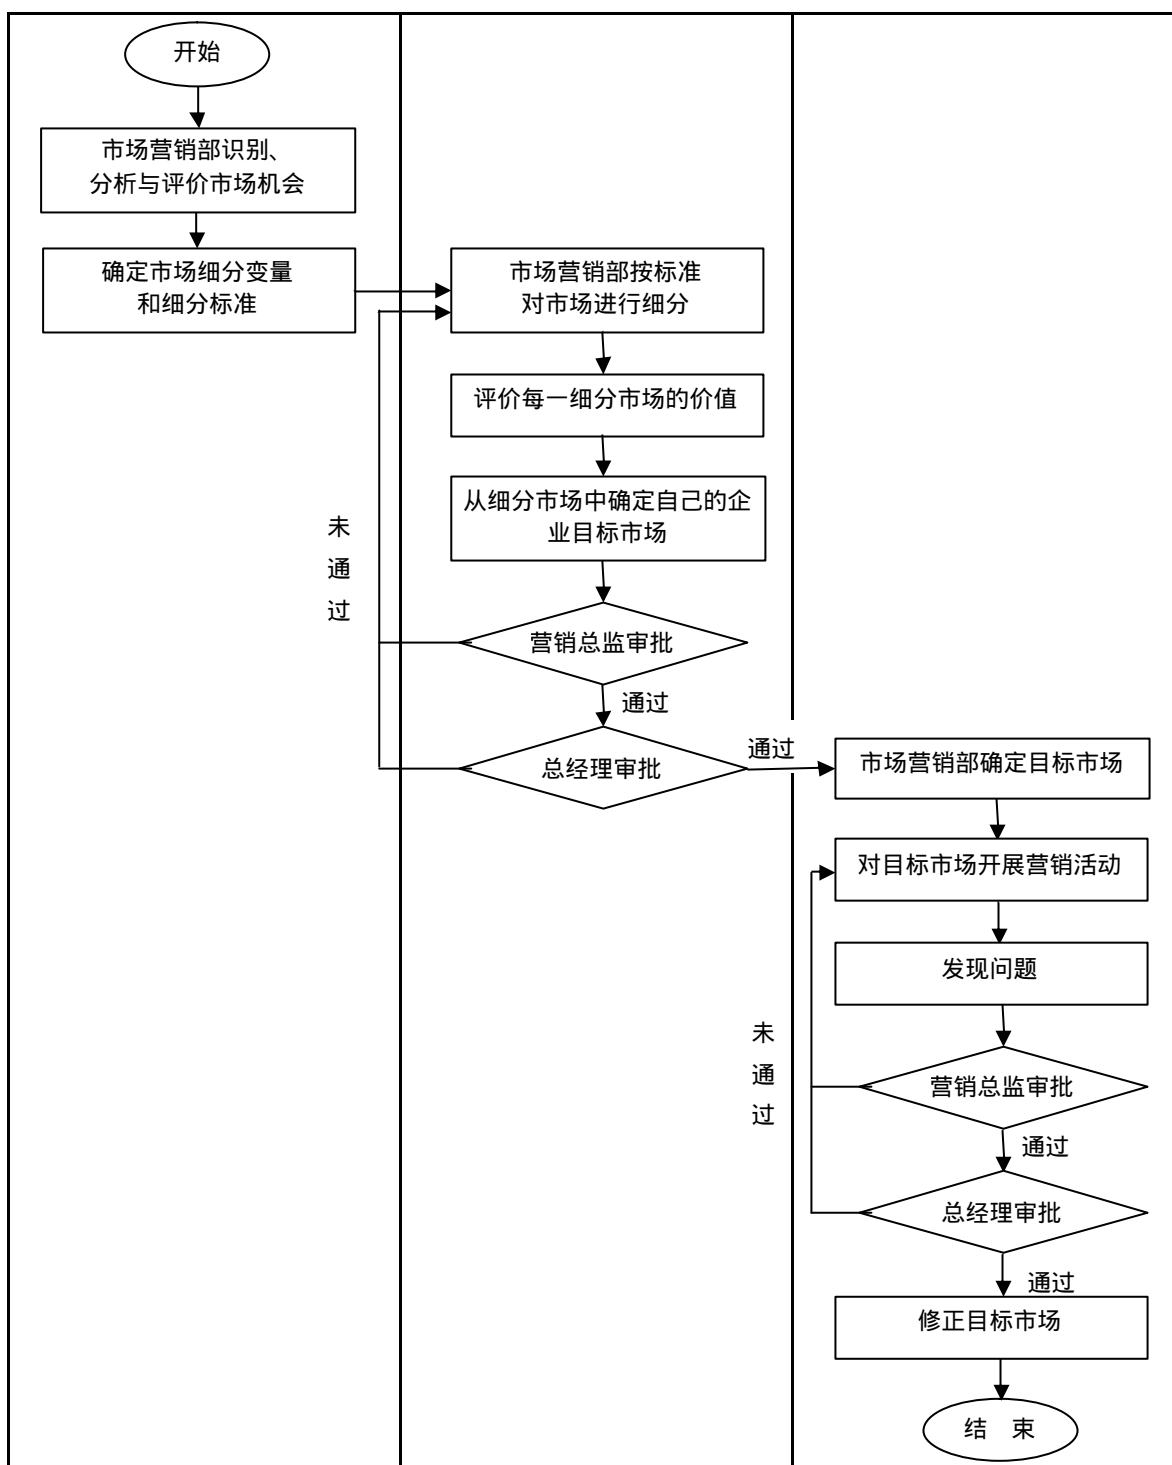 开始
市场营销部识别、
分析与评价市场机会
确定市场细分变量
和细分标准
市场营销部按标准
对市场进行细分
评价每一细分市场的价值
从细分市场中确定自己的企
业目标市场
未
通
过
营销总监审批
通过
总经理审批
通过
市场营销部确定目标市场
对目标市场开展营销活动
发现问题
未
通
过
营销总监审批
通过
总经理审批
通过
修正目标市场
结 束